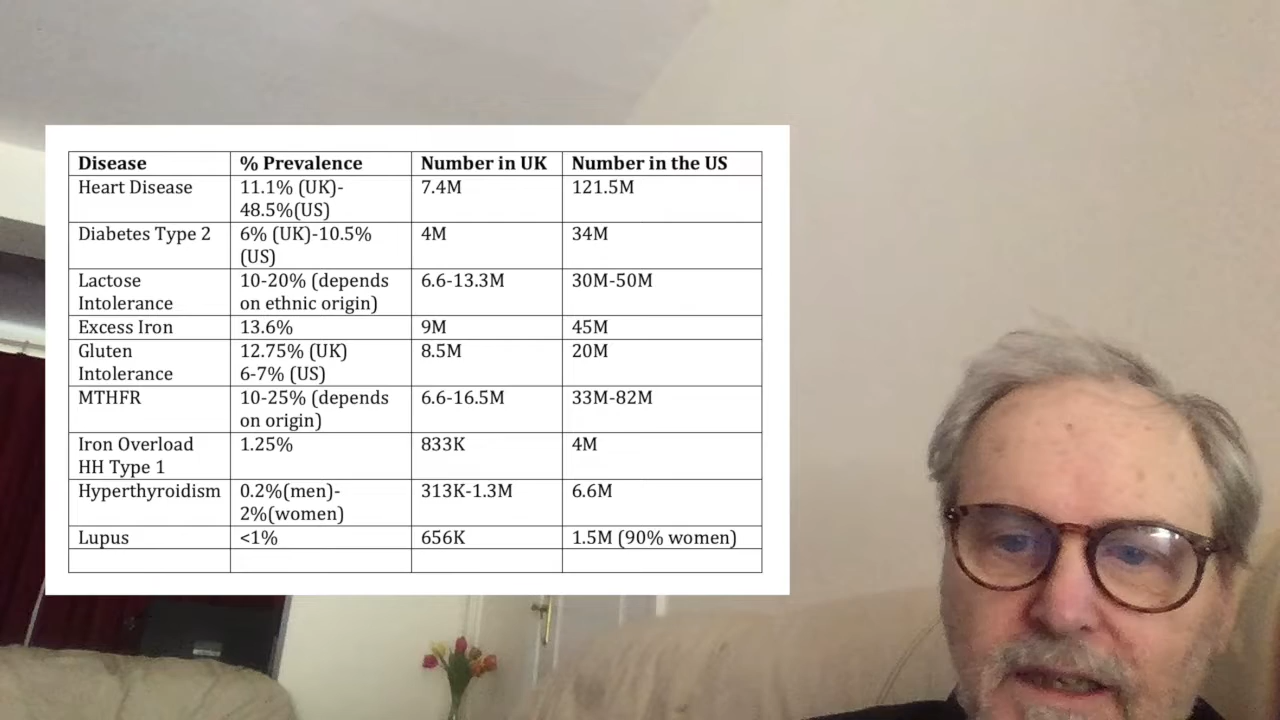 Disease % Prevalence Number in UK Number in the US
Heart Disease 11.1% (UK)- 7.4M 121.5M
48.5%(US)
Diabetes Type 2 6% (UK)-10.5% 4M 34M
(US)
Lactose 10-20% (depends 6.6-13.3M 30M-50M
Intolerance on ethnic origin)
Excess Iron 13.6% 9M 45M
Gluten 12.75% (UK) 8.5M 20M
Intolerance 6-7% (US)
MTHFR 10-25% (depends 6.6-16.5M 33M-82M
on origin)
Iron Overload 1.25% 833K 4M
HH Type 1
Hyperthyroidism 0.2%(men)- 313K-1.3M 6.6M
2%(women)
Lupus <1% 656K 1.5M (90% women)